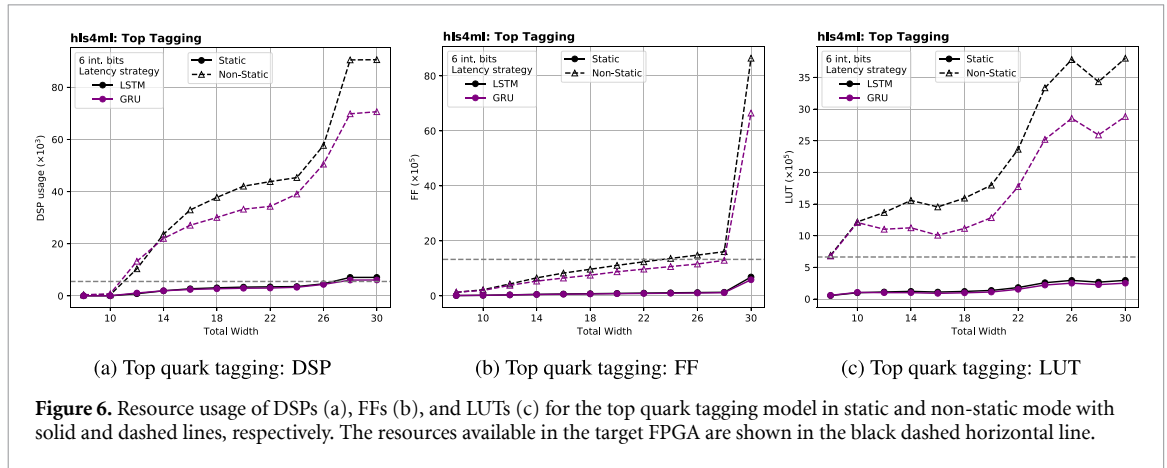 hls4ml: Top Tagging
6 int. bits
Latency strategy
LSTM
GRU
Static
Non-Static
DSP usage (×10³)
80
60
40
20
0
10
14
18
22
26
30
Total Width
(a) Top quark tagging: DSP
hls4ml: Top Tagging
6 int. bits
Latency strategy
LSTM
GRU
Static
Non-Static
FF (×10⁵)
80
60
40
20
0
10
14
18
22
26
30
Total Width
(b) Top quark tagging: FF
hls4ml: Top Tagging
6 int. bits
Latency strategy
LSTM
GRU
Static
Non-Static
LUT (×10⁵)
35
30
25
20
15
10
5
0
10
14
18
22
26
30
Total Width
(c) Top quark tagging: LUT
Figure 6. Resource usage of DSPs (a), FFs (b), and LUTs (c) for the top quark tagging model in static and non-static mode with
solid and dashed lines, respectively. The resources available in the target FPGA are shown in the black dashed horizontal line.